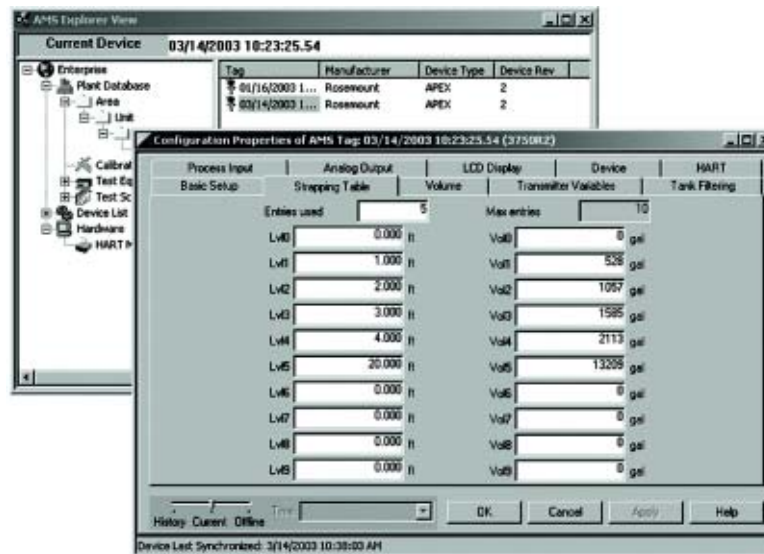 AMS Explorer View
Current Device 03/14/2003 10:23:25.54
Enterprise
Plant Database
Area
Unit
Calibrat
Test Eq
Test Sc
Device List
Hardware
HART M
Tag Manufacturer Device Type Device Rev
01/16/2003 1... Rosemount APEX 2
03/14/2003 1... Rosemount APEX 2
Configuration Properties of AMS Tag: 03/14/2003 10:23:25.54 (3750R2)
Process Input Analog Output LCD Display Device HART
Basic Setup Strapping Table Volume Transmitter Variables Tank Filtering
Entries used 5 Max entries 10
Lvl0 0.000 ft Vol0 0 gal
Lvl1 1.000 ft Vol1 528 gal
Lvl2 2.000 ft Vol2 1057 gal
Lvl3 3.000 ft Vol3 1585 gal
Lvl4 4.000 ft Vol4 2113 gal
Lvl5 20.000 ft Vol5 13209 gal
Lvl6 0.000 ft Vol6 0 gal
Lvl7 0.000 ft Vol7 0 gal
Lvl8 0.000 ft Vol8 0 gal
Lvl9 0.000 ft Vol9 0 gal
History Current Offline Time OK Cancel Apply Help
Device Last Synchronized: 3/14/2003 10:38:03 AM